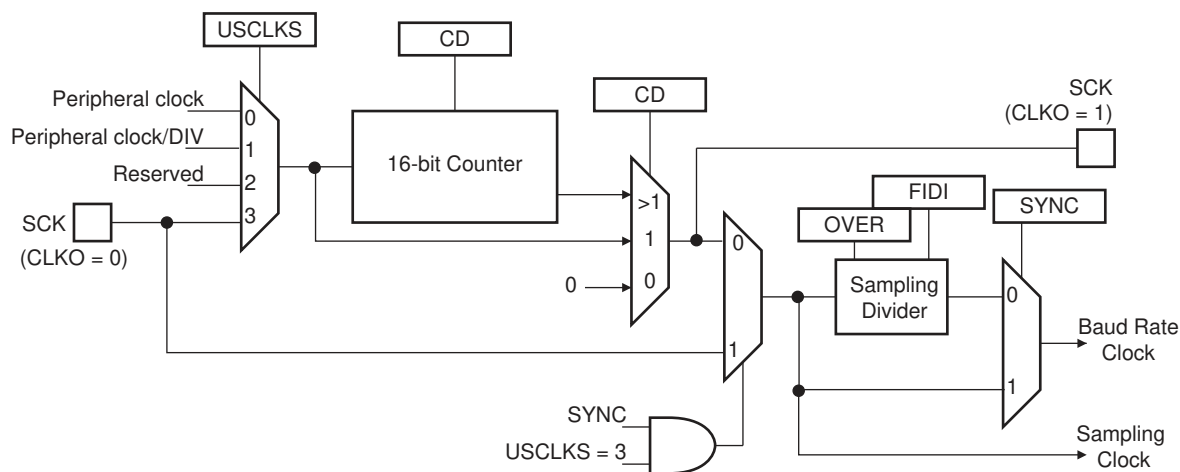 USCLKS
CD
CD
SCK
(CLKO = 1)
Peripheral clock
0
Peripheral clock/DIV
1
16-bit Counter
Reserved
2
3
SCK
(CLKO = 0)
>1
1
0
0
FIDI
OVER
SYNC
0
1
Sampling
Divider
0
1
Baud Rate
Clock
SYNC
USCLKS = 3
Sampling
Clock